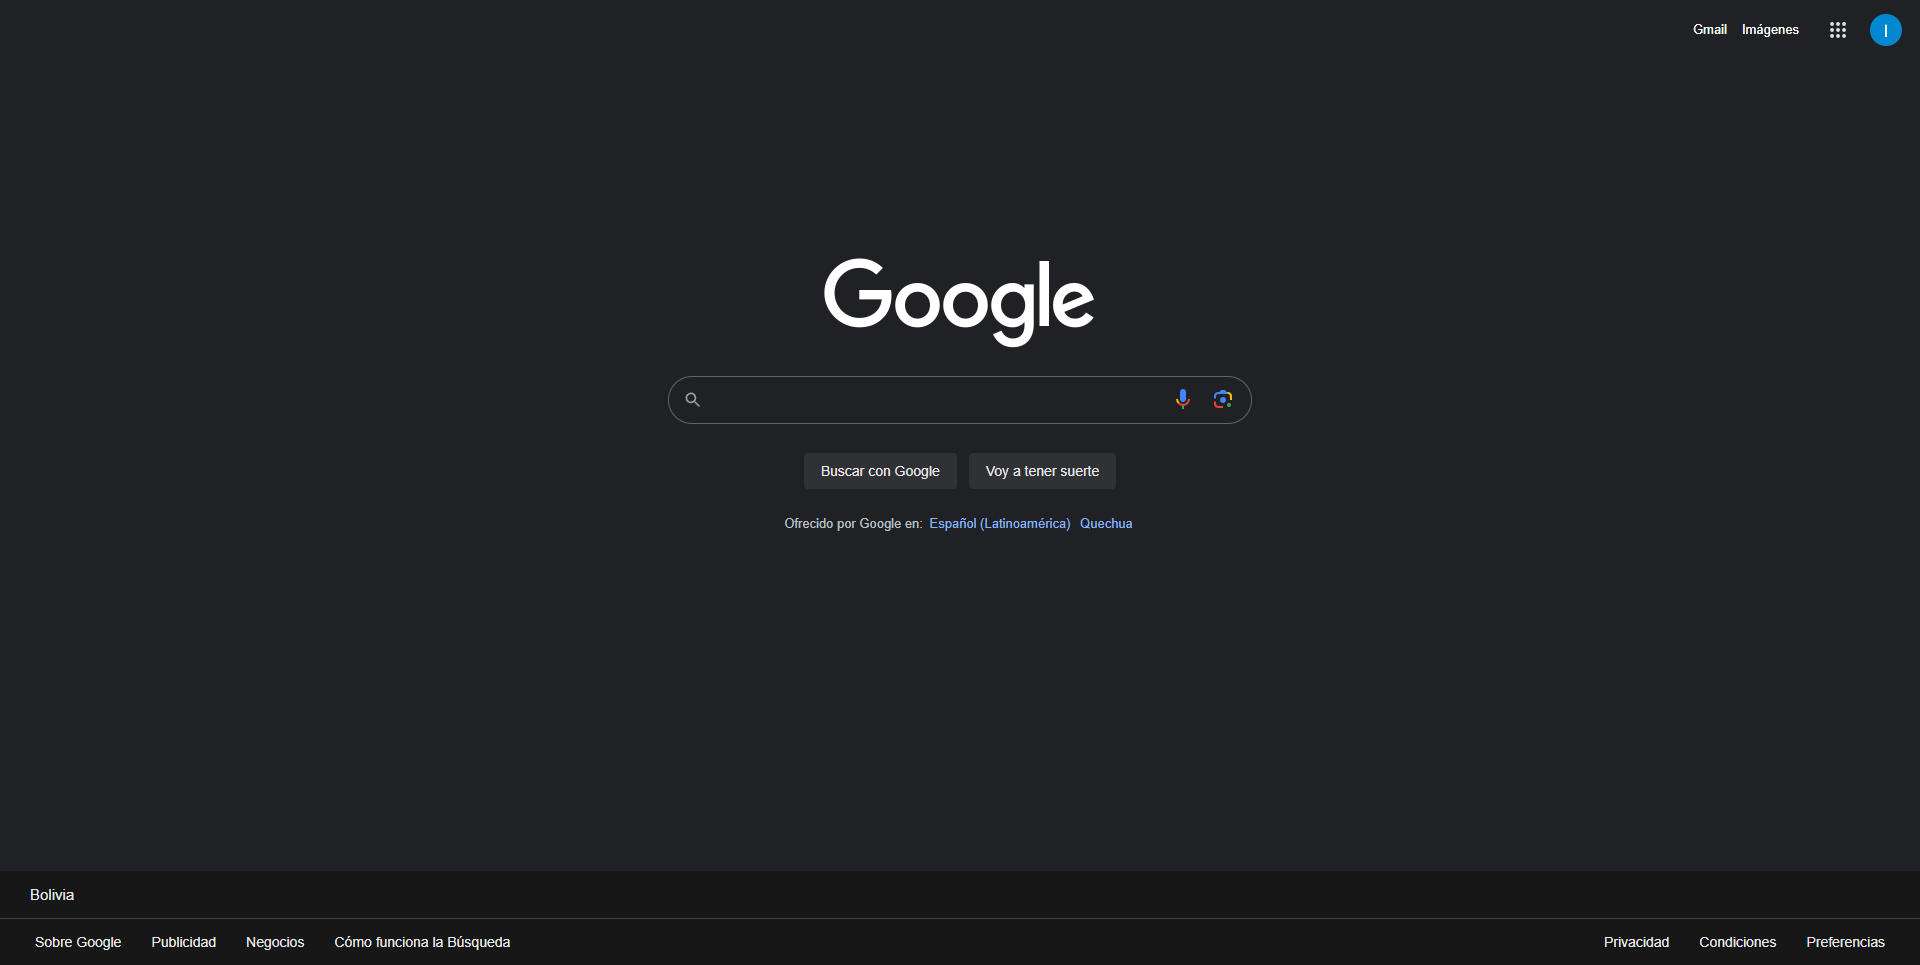 Gmail Imágenes
I
Google
Buscar con Google Voy a tener suerte
Ofrecido por Google en: Español (Latinoamérica) Quechua
Bolivia
Sobre Google Publicidad Negocios Cómo funciona la Búsqueda Privacidad Condiciones Preferencias